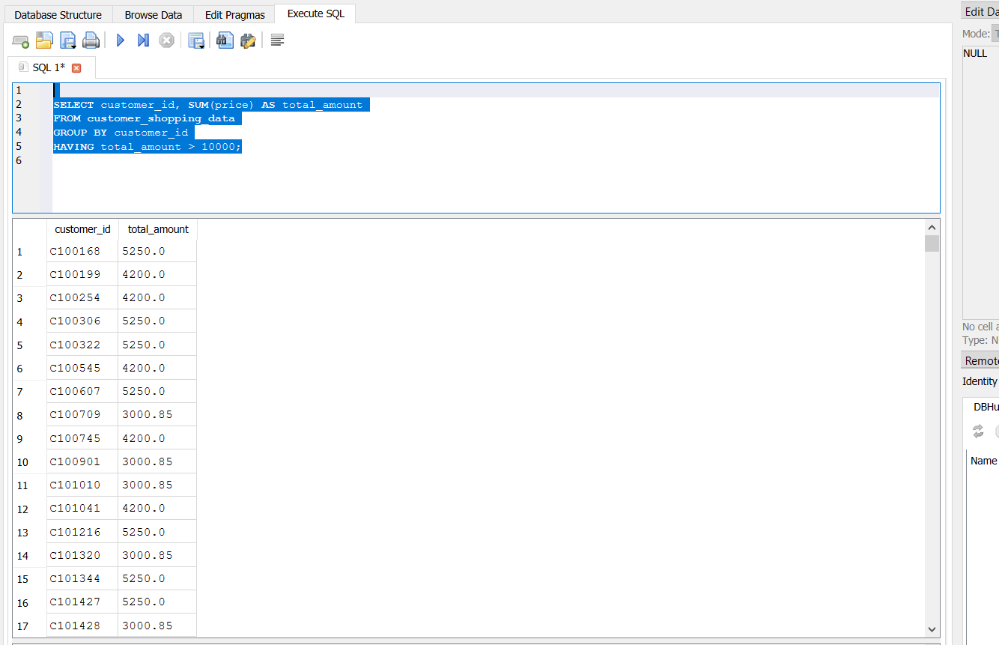 Database Structure Browse Data Edit Pragmas Execute SQL
SQL 1*
1
2 SELECT customer_id, SUM(price) AS total_amount
3 FROM customer_shopping_data
4 GROUP BY customer_id
5 HAVING total_amount > 10000;
6
customer_id total_amount
1 C100168 5250.0
2 C100199 4200.0
3 C100254 4200.0
4 C100306 5250.0
5 C100322 5250.0
6 C100545 4200.0
7 C100607 5250.0
8 C100709 3000.85
9 C100745 4200.0
10 C100901 3000.85
11 C101010 3000.85
12 C101041 4200.0
13 C101216 5250.0
14 C101320 3000.85
15 C101344 5250.0
16 C101427 5250.0
17 C101428 3000.85
Edit Da
Mode: T
NULL
No cell a
Type: N
Remote
Identity
DBHu
Name